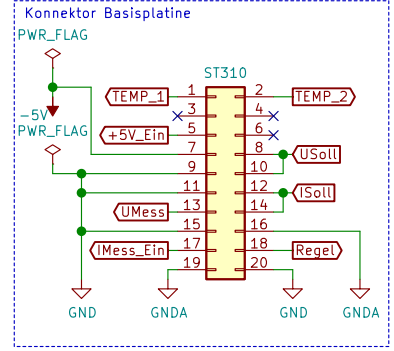 Konnektor Basisplatine
PWR_FLAG
ST310
TEMP_1 1 2 TEMP_2
3 4
-5V
+5V_Ein 5 6
PWR_FLAG
7 8 USoll
9 10
11 12 ISoll
UMess 13 14
15 16
IMess_Ein 17 18 Regel
19 20
GND GNDA GND GNDA